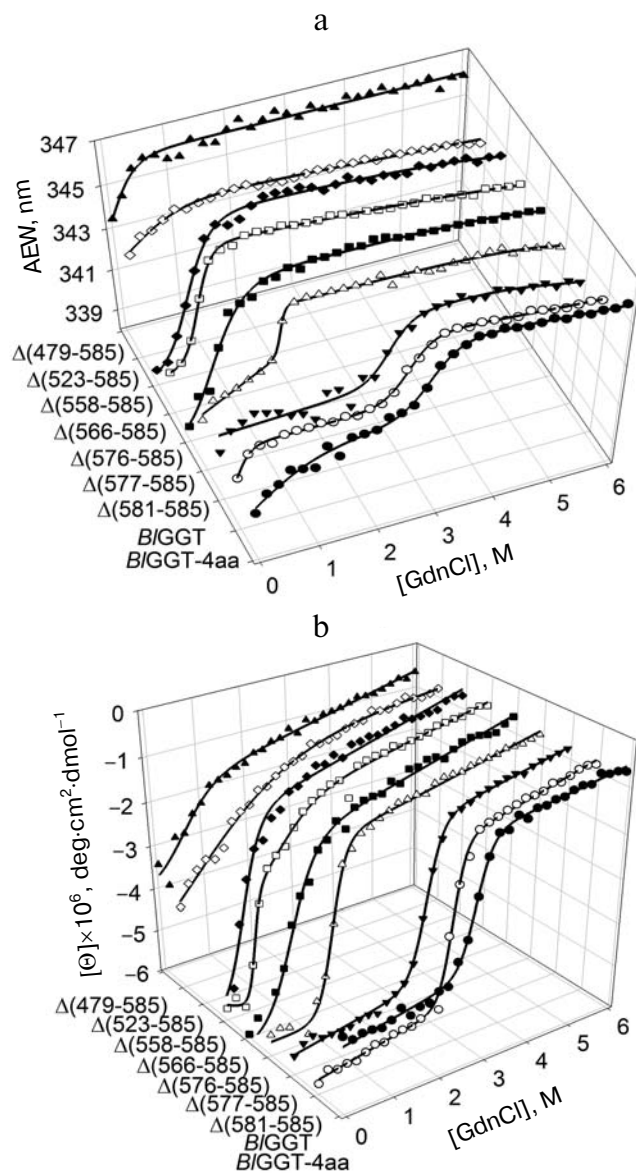 a
347
345
343
341
339
AEW, nm
Δ(479-585)
Δ(523-585)
Δ(558-585)
Δ(566-585)
Δ(576-585)
Δ(577-585)
Δ(581-585)
BlGGT
BlGGT-4aa
0 1 2 3 4 5 6
[GdnCl], M
b
0
−1
−2
−3
−4
−5
−6
[Θ]×10⁶, deg·cm²·dmol⁻¹
Δ(479-585)
Δ(523-585)
Δ(558-585)
Δ(566-585)
Δ(576-585)
Δ(577-585)
Δ(581-585)
BlGGT
BlGGT-4aa
0 1 2 3 4 5 6
[GdnCl], M